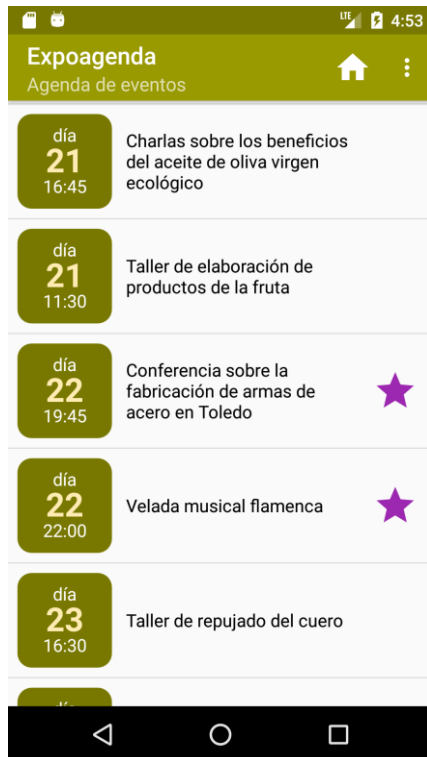 LTE 4:53
Expoagenda
Agenda de eventos
día
21
16:45
Charlas sobre los beneficios
del aceite de oliva virgen
ecológico
día
21
11:30
Taller de elaboración de
productos de la fruta
día
22
19:45
Conferencia sobre la
fabricación de armas de
acero en Toledo
día
22
22:00
Velada musical flamenca
día
23
16:30
Taller de repujado del cuero